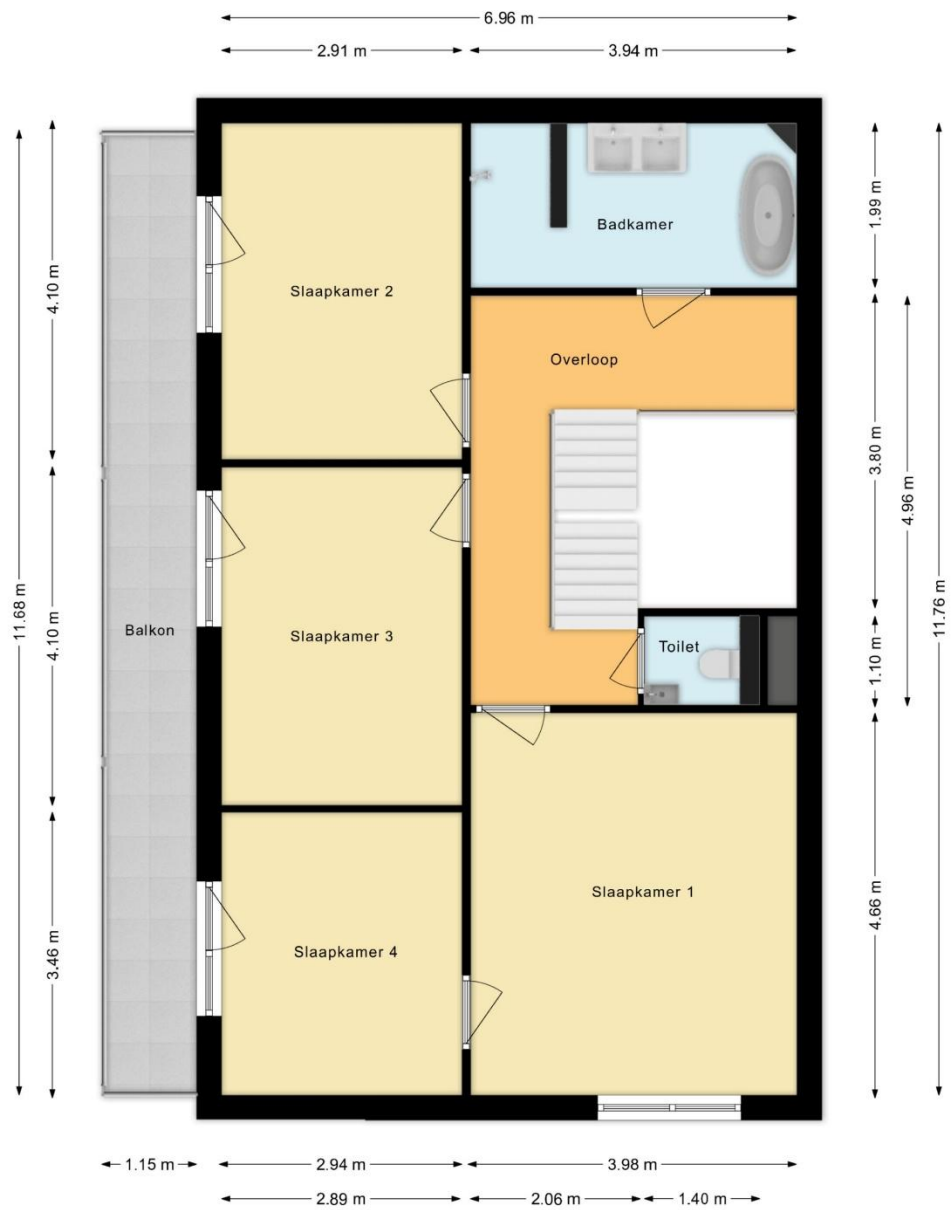 6.96 m
2.91 m
3.94 m
Badkamer
1.99 m
4.10 m
Slaapkamer 2
Overloop
3.80 m
4.96 m
11.68 m
Balkon
4.10 m
Slaapkamer 3
Toilet
1.10 m
11.76 m
Slaapkamer 1
4.66 m
3.46 m
Slaapkamer 4
1.15 m
2.94 m
3.98 m
2.89 m
2.06 m
1.40 m